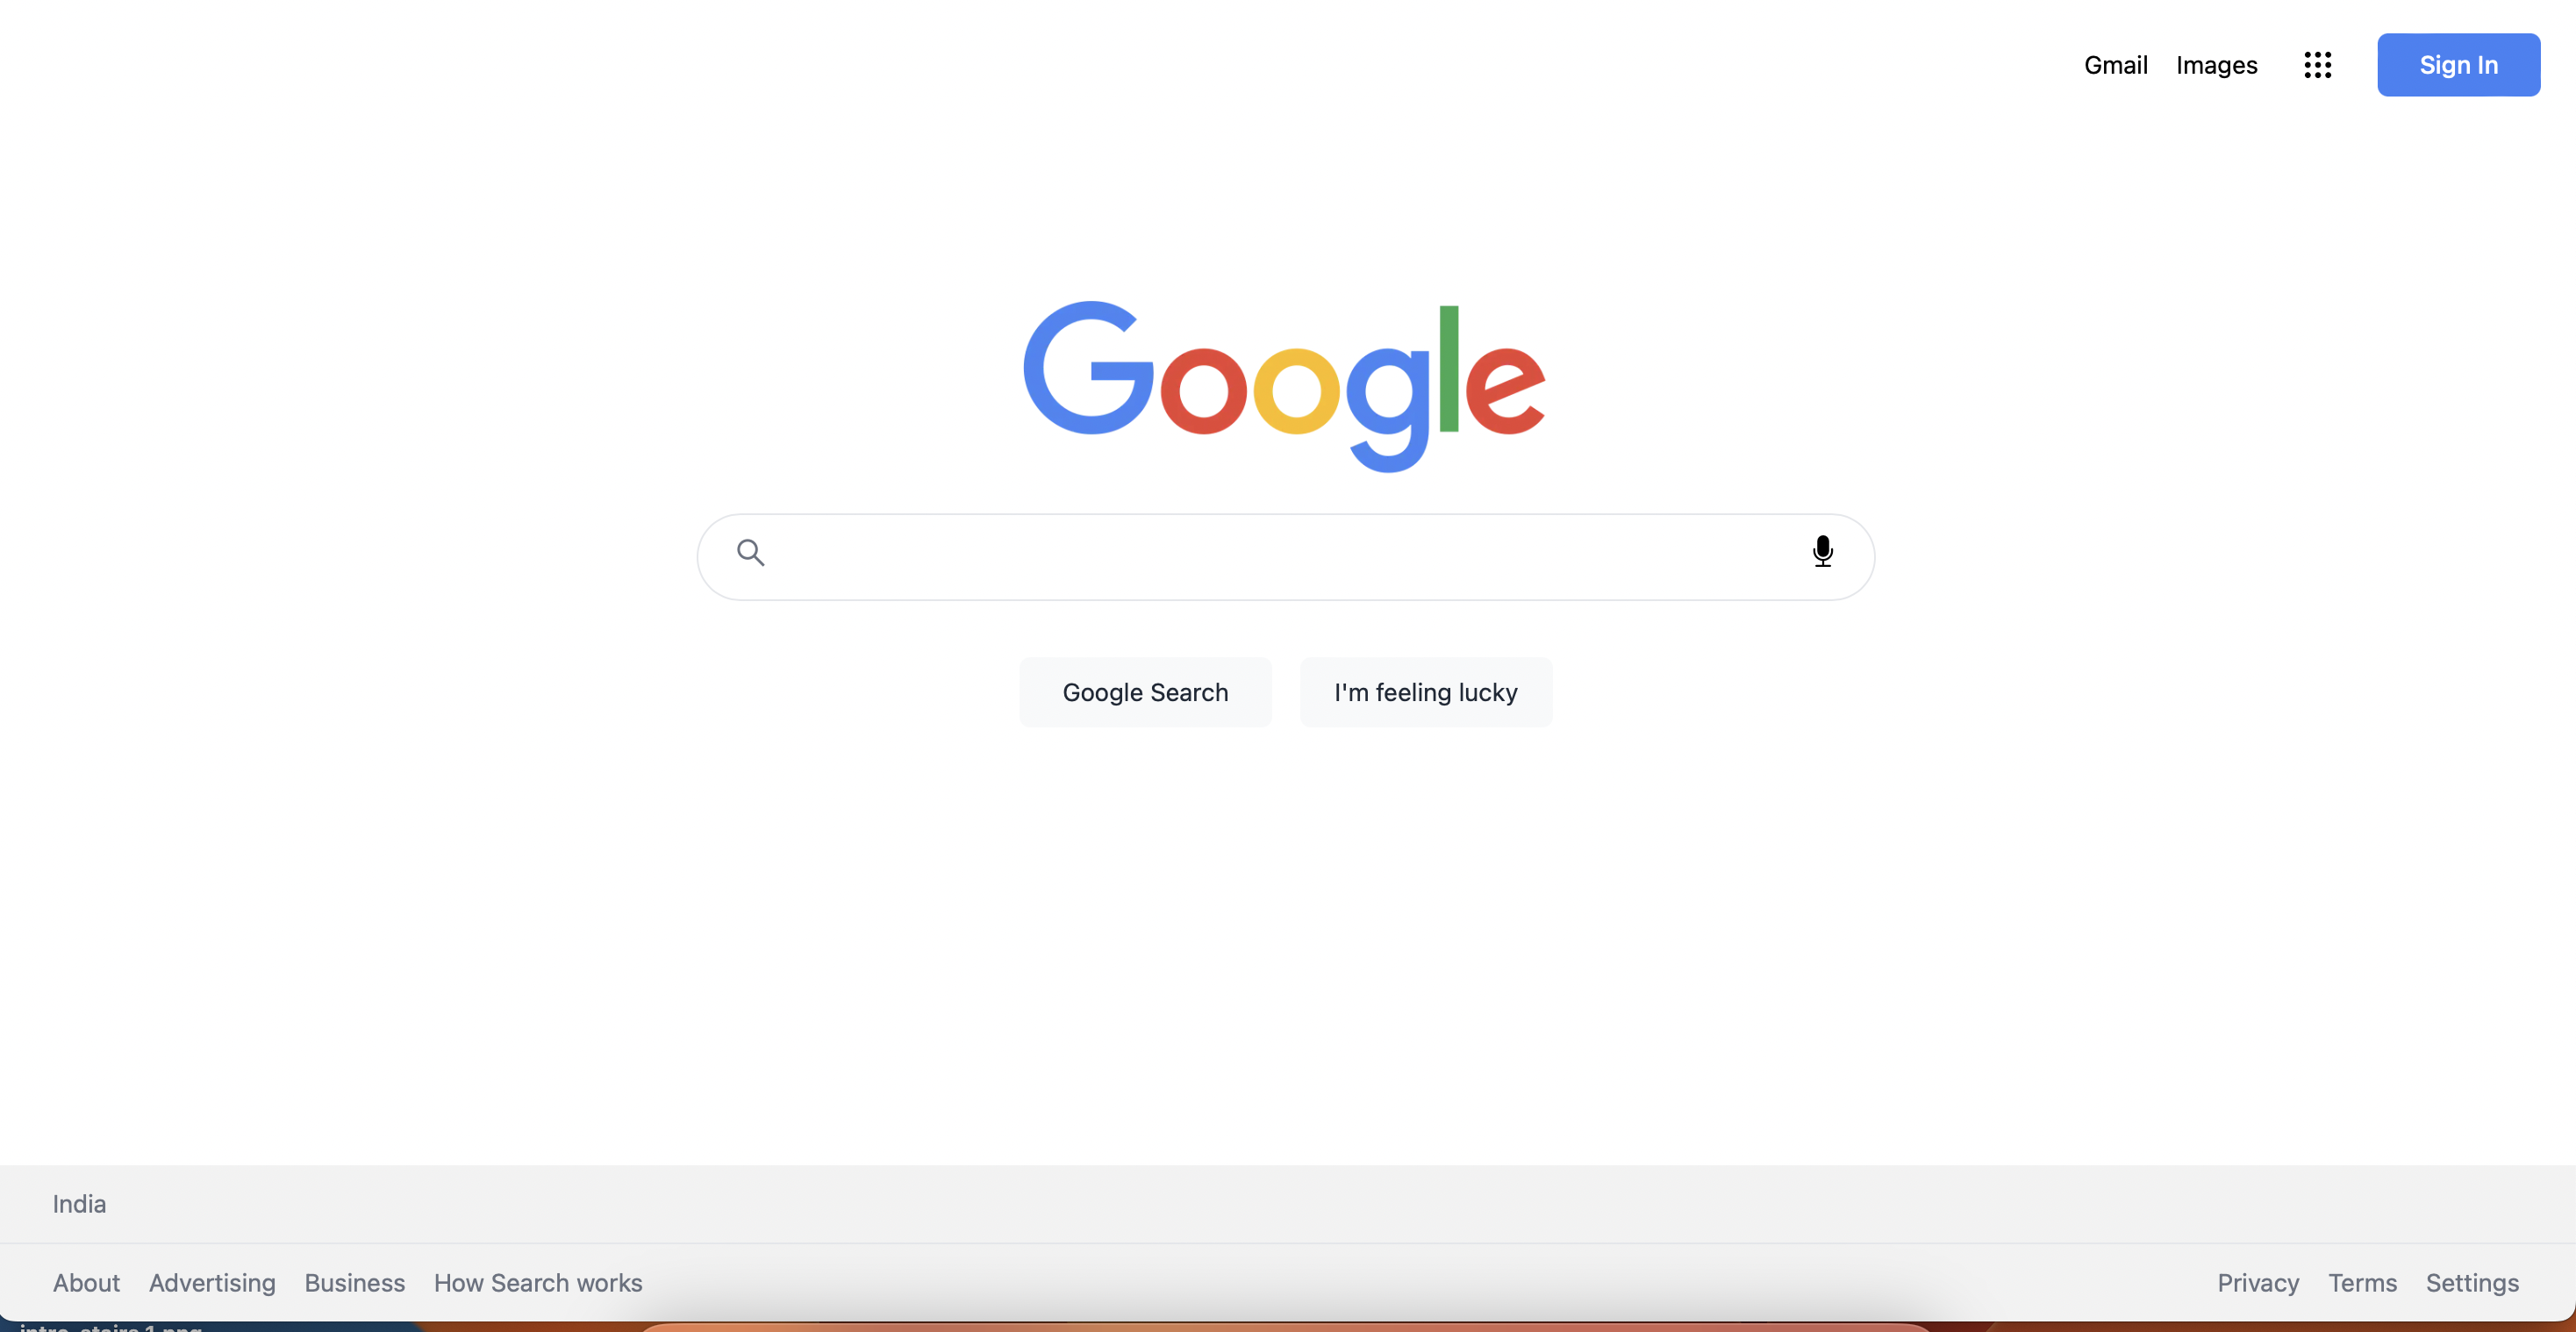 Gmail Images Sign In
Google
Google Search I'm feeling lucky
India
About Advertising Business How Search works Privacy Terms Settings